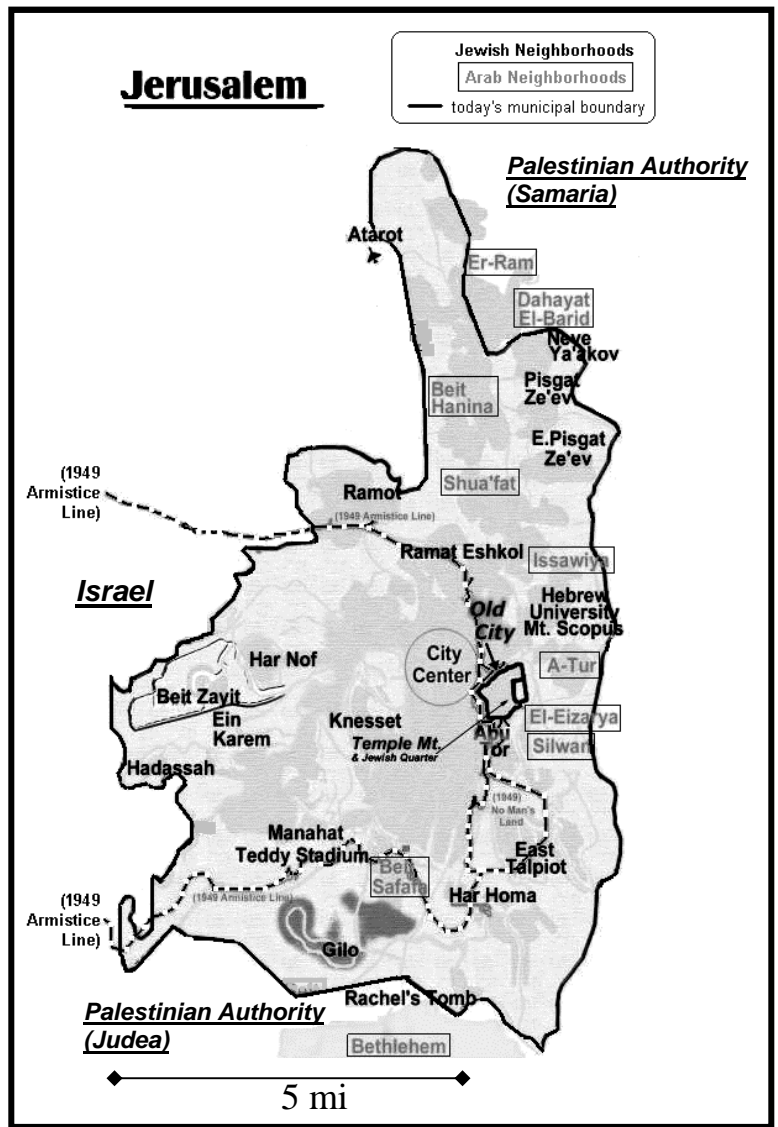 Jerusalem
Jewish Neighborhoods
Arab Neighborhoods
today's municipal boundary
Palestinian Authority
(Samaria)
Atarot
Er-Ram
Dahayat
El-Barid
Neve
Ya'akov
Pisgat
Ze'ev
Beit
Hanina
E.Pisgat
Ze'ev
(1949
Armistice
Line)
Shua'fat
Ramot
(1949 Armistice Line)
Ramat Eshkol
Issawiya
Israel
Hebrew
University
Mt. Scopus
Old
City
City
Center
Har Nof
A-Tur
Beit Zayit
Ein
Karem
Knesset
El-Eizarya
Abu
Tor
Silwan
Temple Mt.
& Jewish Quarter
Hadassah
(1949)
No Man's
Land
Manahat
Teddy Stadium
East
Talpiot
Beit
Safafa
(1949 Armistice Line)
Har Homa
(1949
Armistice
Line)
Gilo
Rachel's Tomb
Palestinian Authority
(Judea)
Bethlehem
5 mi